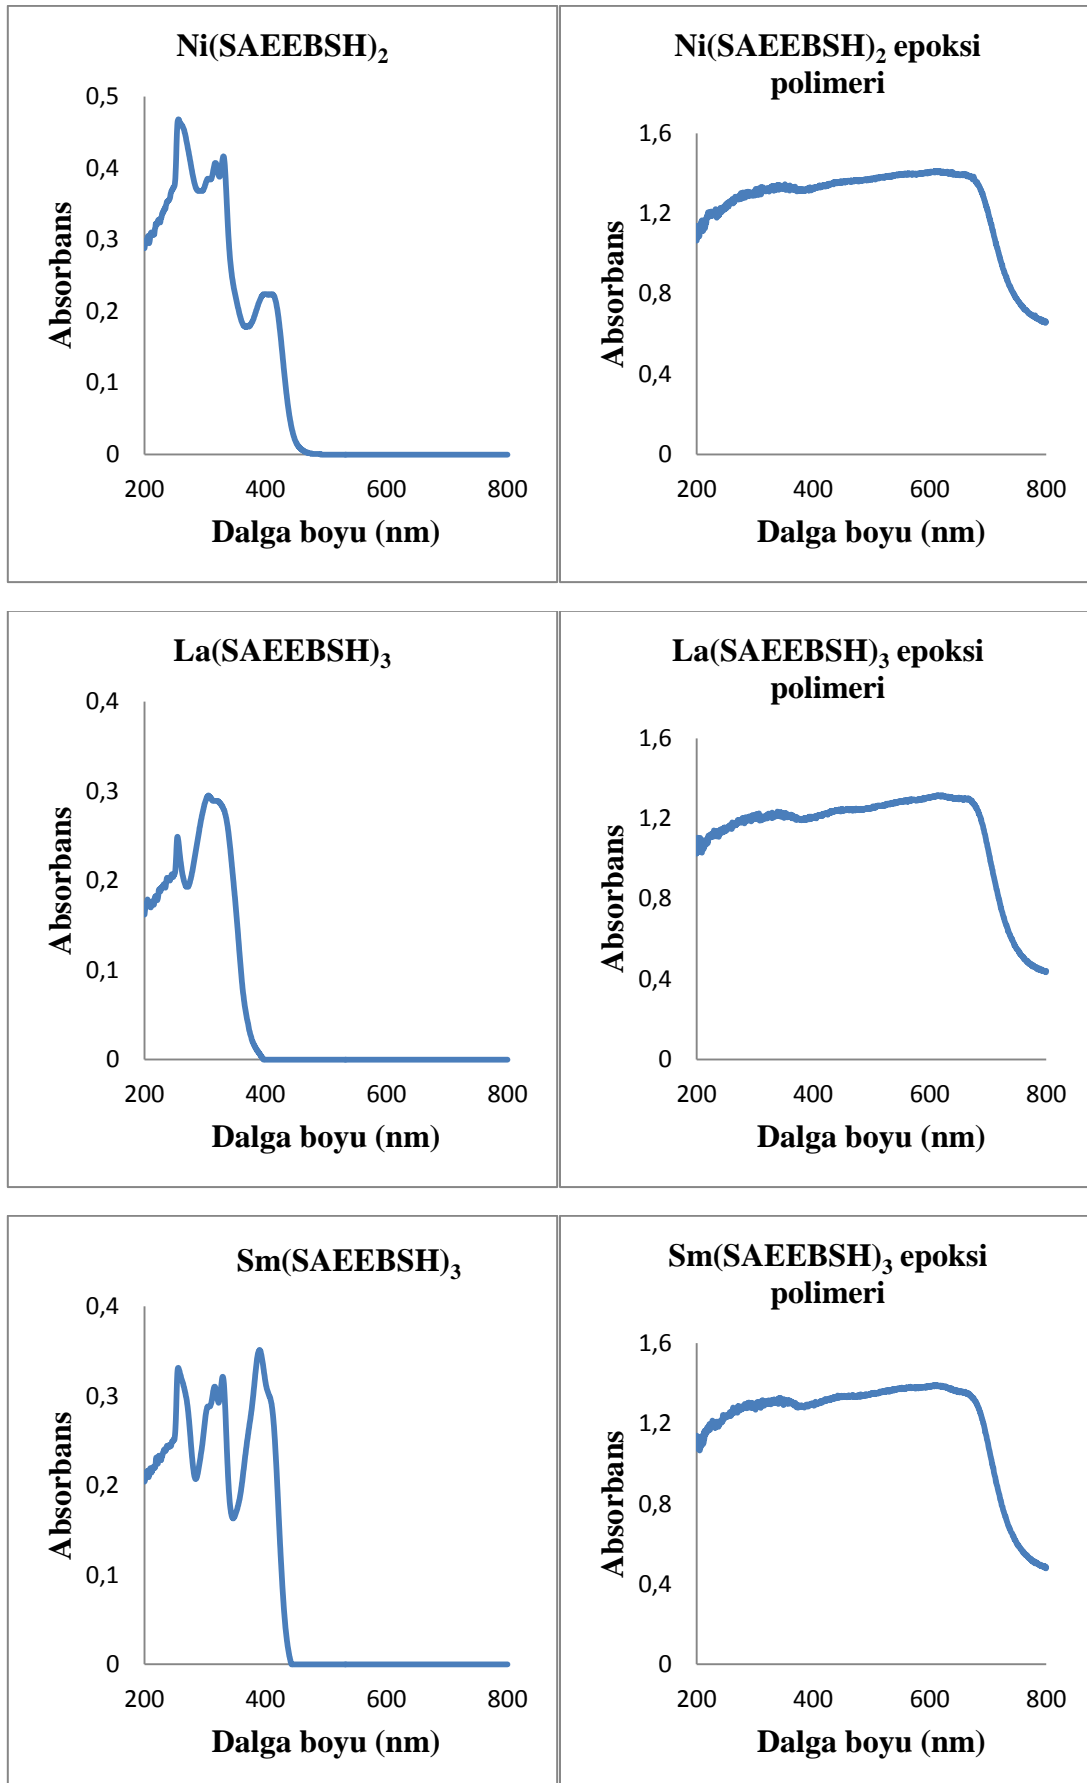 Ni(SAEEBSH)₂
0,5
0,4
0,3
0,2
0,1
0
200 400 600 800
Absorbans
Dalga boyu (nm)
Ni(SAEEBSH)₂ epoksi
polimeri
1,6
1,2
0,8
0,4
0
200 400 600 800
Absorbans
Dalga boyu (nm)
La(SAEEBSH)₃
0,4
0,3
0,2
0,1
0
200 400 600 800
Absorbans
Dalga boyu (nm)
La(SAEEBSH)₃ epoksi
polimeri
1,6
1,2
0,8
0,4
0
200 400 600 800
Absorbans
Dalga boyu (nm)
Sm(SAEEBSH)₃
0,4
0,3
0,2
0,1
0
200 400 600 800
Absorbans
Dalga boyu (nm)
Sm(SAEEBSH)₃ epoksi
polimeri
1,6
1,2
0,8
0,4
0
200 400 600 800
Absorbans
Dalga boyu (nm)